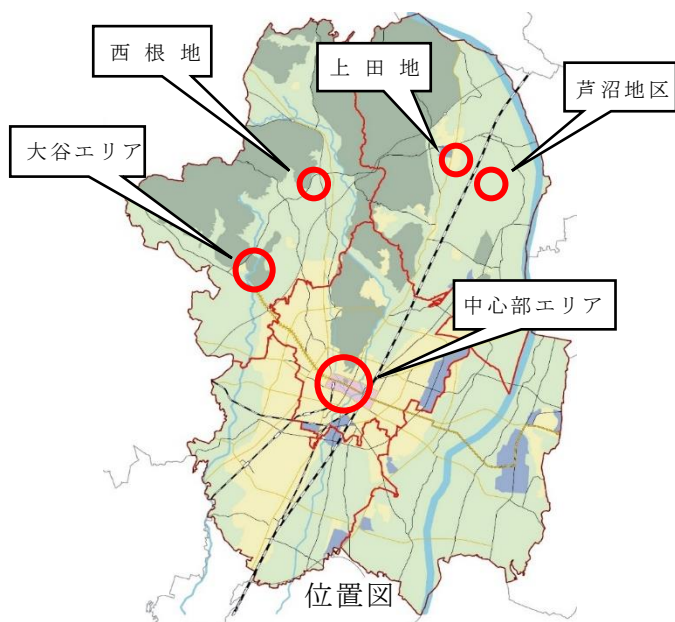 西根地
上田地
芦沼地区
大谷エリア
中心部エリア
位置図